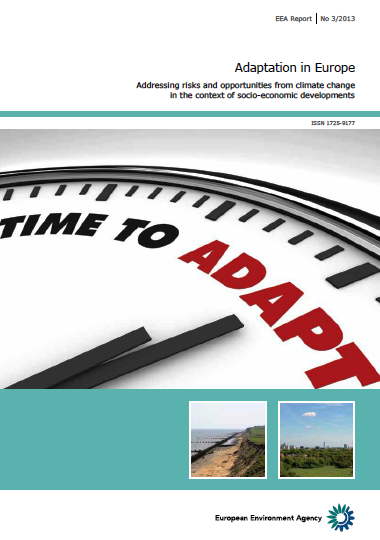 EEA Report | No 3/2013
Adaptation in Europe
Addressing risks and opportunities from climate change
in the context of socio-economic developments
ISSN 1725-9177
TIME TO ADAPT
European Environment Agency